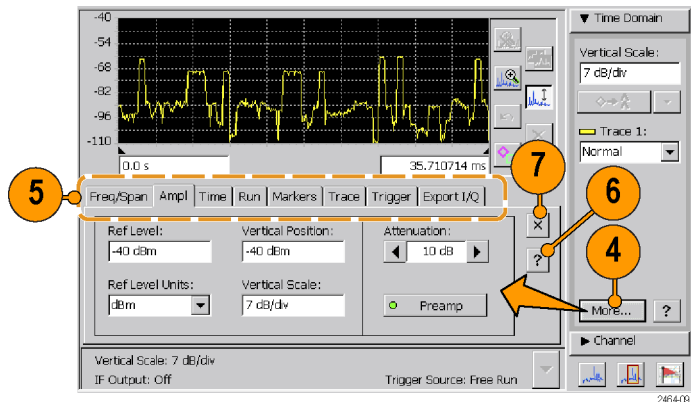 -40
-54
-68
-82
-96
-110
0.0 s
35.710714 ms
▼ Time Domain
Vertical Scale:
7 dB/div
Trace 1:
Normal
More...
?
▶ Channel
5
7
6
4
Freq/Span Ampl Time Run Markers Trace Trigger Export I/Q
×
?
Ref Level:
-40 dBm
Vertical Position:
-40 dBm
Attenuation:
10 dB
Ref Level Units:
dBm
Vertical Scale:
7 dB/div
Preamp
Vertical Scale: 7 dB/div
IF Output: Off
Trigger Source: Free Run
2464-09